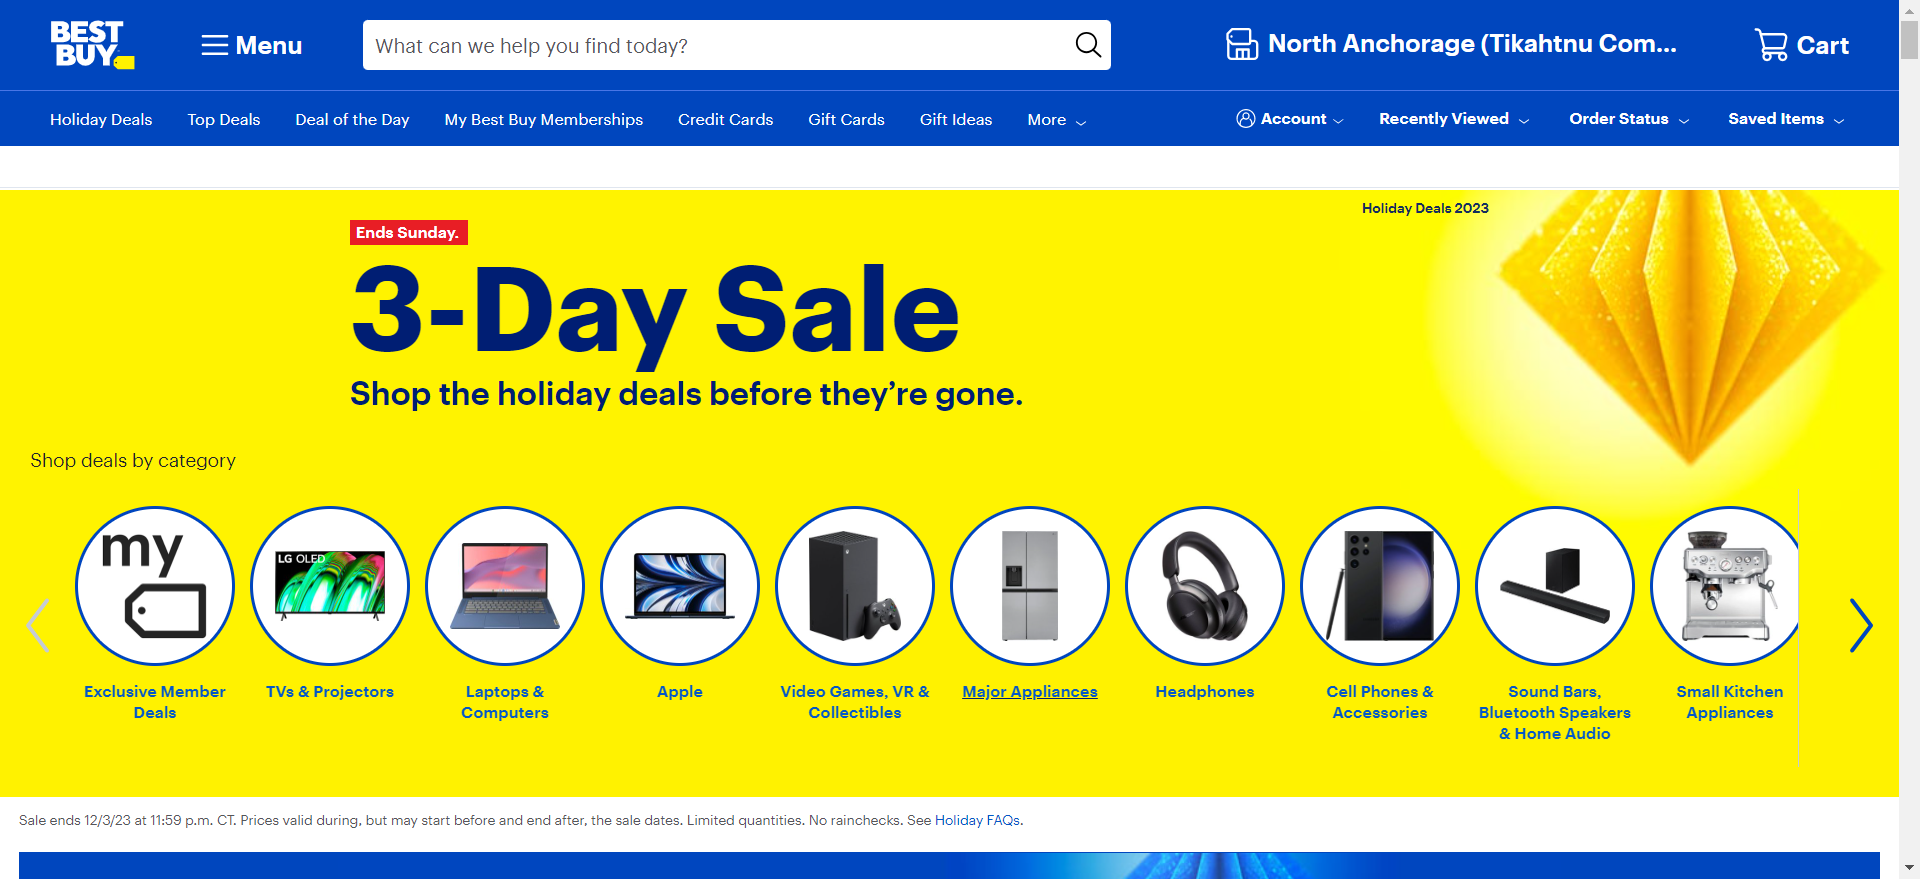 BEST BUY
Menu
What can we help you find today?
North Anchorage (Tikahtnu Com...
Cart
Holiday Deals
Top Deals
Deal of the Day
My Best Buy Memberships
Credit Cards
Gift Cards
Gift Ideas
More
Account
Recently Viewed
Order Status
Saved Items
Holiday Deals 2023
Ends Sunday.
3-Day Sale
Shop the holiday deals before they’re gone.
Shop deals by category
my
LG OLED
Exclusive Member
Deals
TVs & Projectors
Laptops &
Computers
Apple
Video Games, VR &
Collectibles
Major Appliances
Headphones
Cell Phones &
Accessories
Sound Bars,
Bluetooth Speakers
& Home Audio
Small Kitchen
Appliances
Sale ends 12/3/23 at 11:59 p.m. CT. Prices valid during, but may start before and end after, the sale dates. Limited quantities. No rainchecks. See Holiday FAQs.